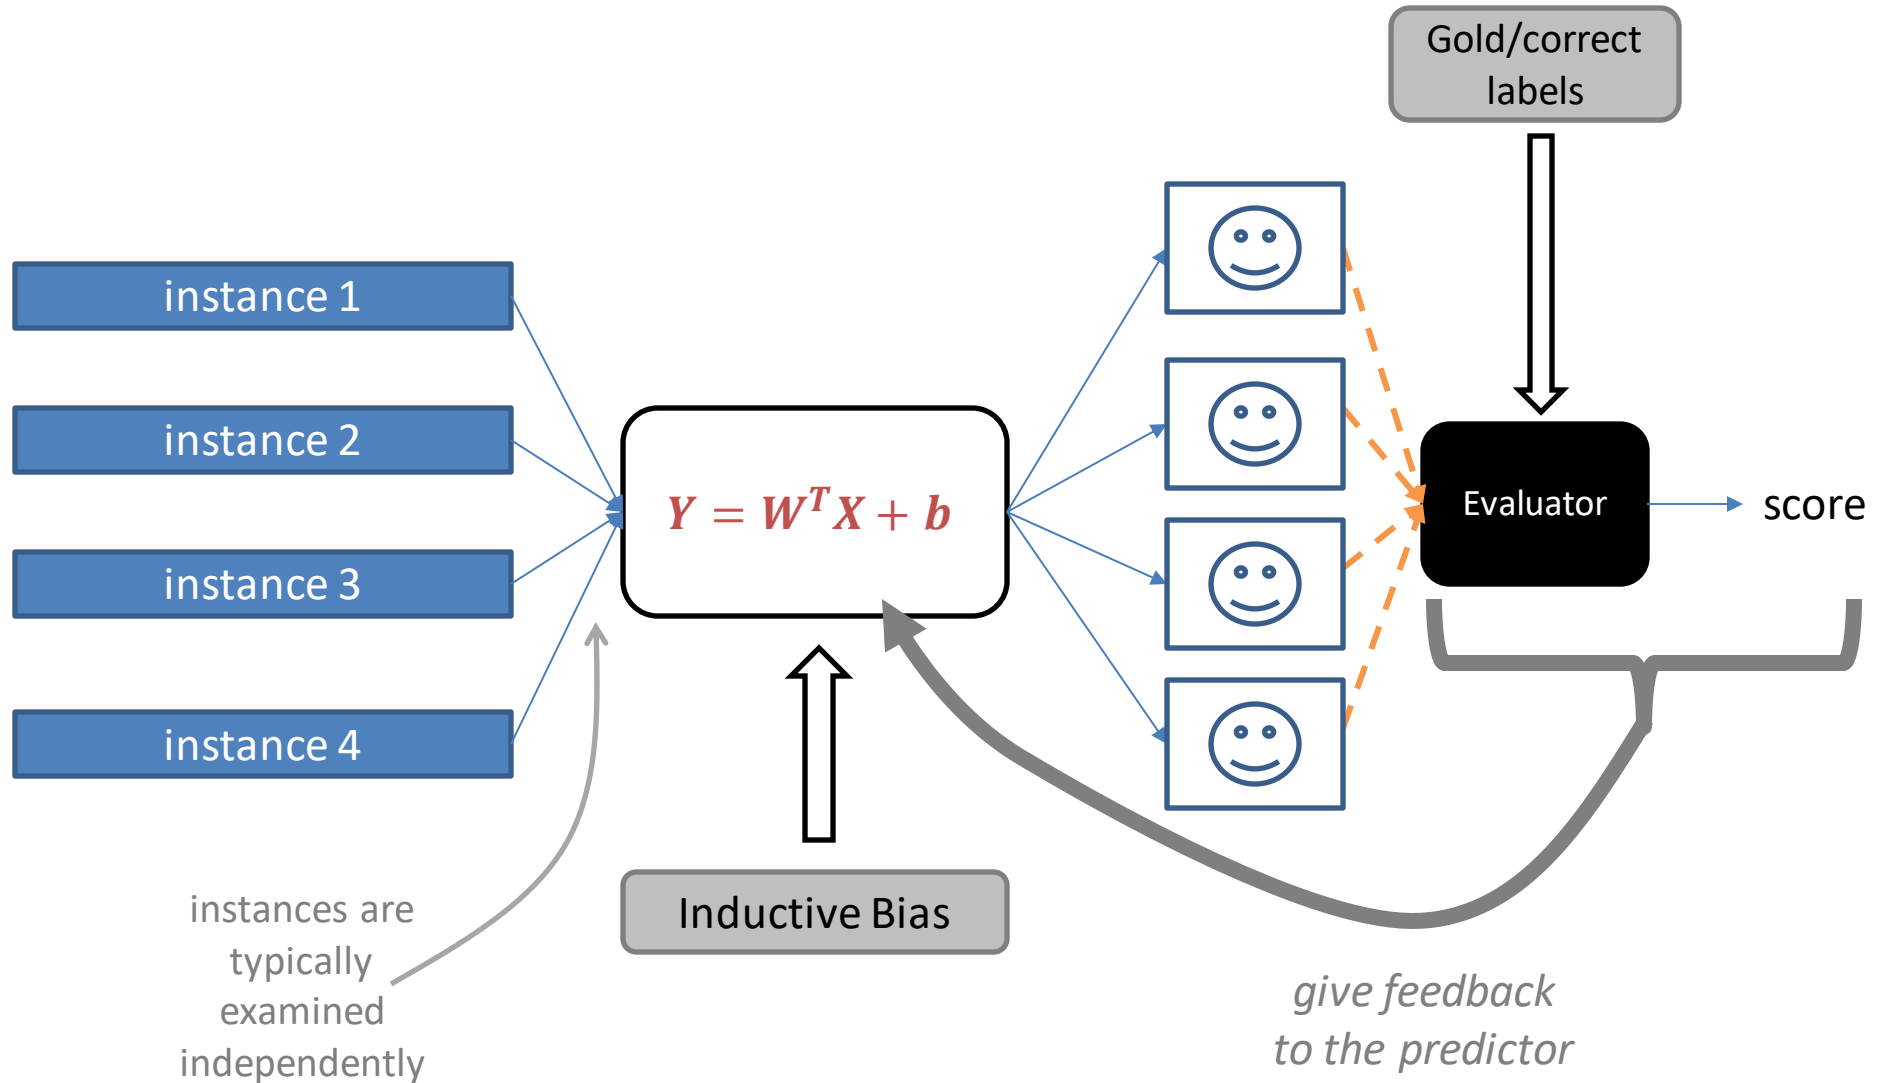 Gold/correct
labels
instance 1
instance 2
instance 3
instance 4
Y = W^T X + b
Evaluator
score
Inductive Bias
instances are
typically
examined
independently
give feedback
to the predictor